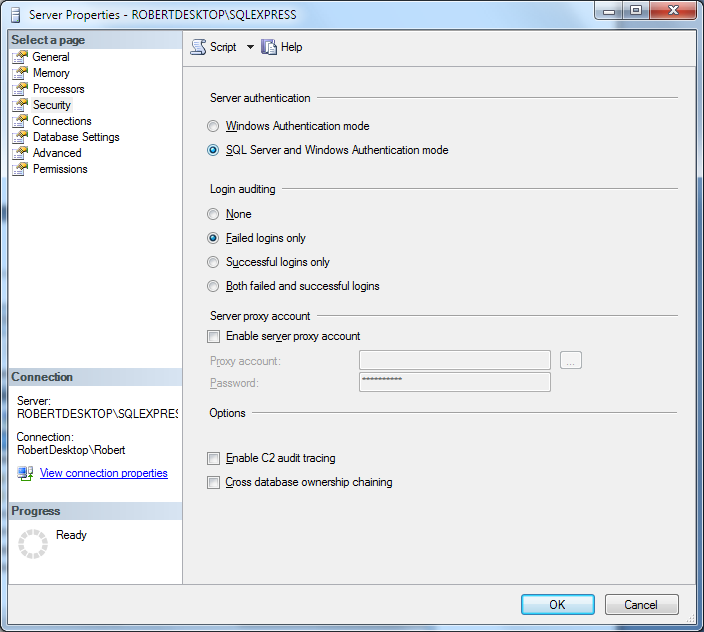 Server Properties - ROBERTDESKTOP\SQLEXPRESS
Select a page
General
Memory
Processors
Security
Connections
Database Settings
Advanced
Permissions
Script
Help
Server authentication
Windows Authentication mode
SQL Server and Windows Authentication mode
Login auditing
None
Failed logins only
Successful logins only
Both failed and successful logins
Server proxy account
Enable server proxy account
Proxy account:
...
Password:
**********
Options
Enable C2 audit tracing
Cross database ownership chaining
Connection
Server:
ROBERTDESKTOP\SQLEXPRES
Connection:
RobertDesktop\Robert
View connection properties
Progress
Ready
OK
Cancel